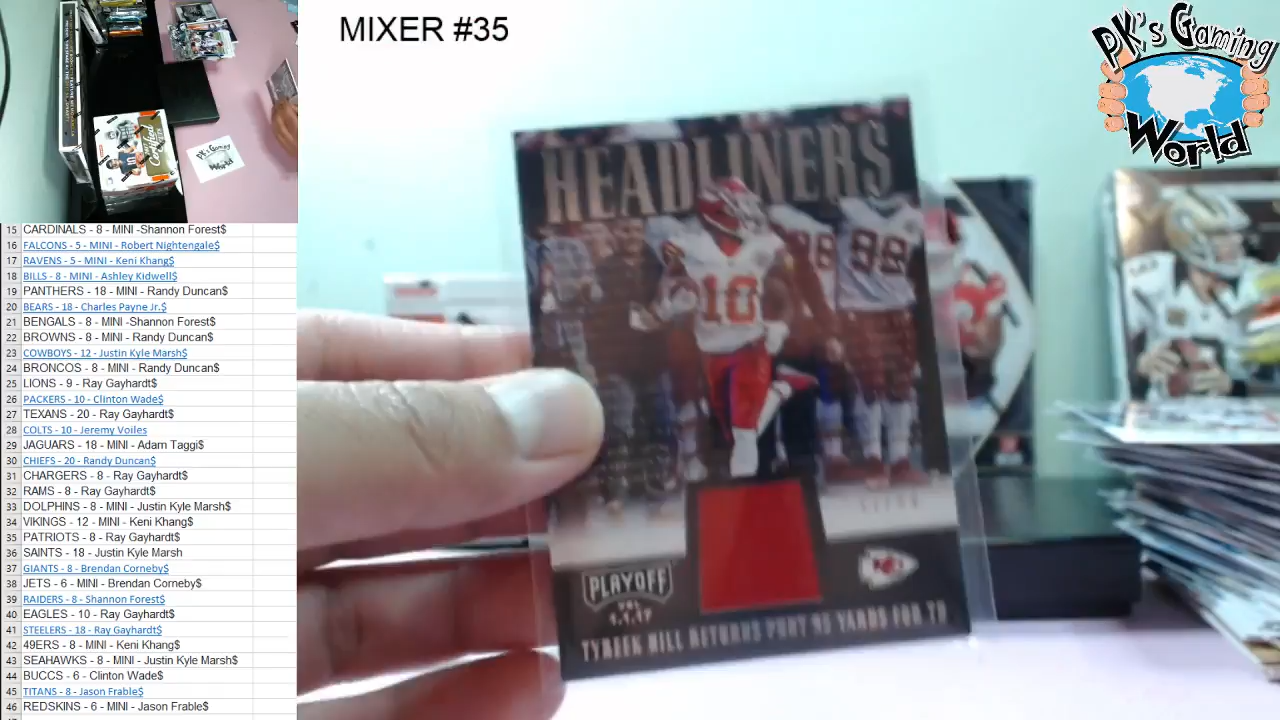 MIXER #35
PK's Gaming World
HEADLINERS
10
88
PLAYOFF
TYREEK HILL RETURNS PUNT 95 YARDS FOR TD
15 CARDINALS - 8 - MINI -Shannon Forest$
16 FALCONS - 5 - MINI - Robert Nightengale$
17 RAVENS - 5 - MINI - Keni Khang$
18 BILLS - 8 - MINI - Ashley Kidwell$
19 PANTHERS - 18 - MINI - Randy Duncan$
20 BEARS - 18 - Charles Payne Jr.$
21 BENGALS - 8 - MINI -Shannon Forest$
22 BROWNS - 8 - MINI - Randy Duncan$
23 COWBOYS - 12 - Justin Kyle Marsh$
24 BRONCOS - 8 - MINI - Randy Duncan$
25 LIONS - 9 - Ray Gayhardt$
26 PACKERS - 10 - Clinton Wade$
27 TEXANS - 20 - Ray Gayhardt$
28 COLTS - 10 - Jeremy Voiles
29 JAGUARS - 18 - MINI - Adam Taggi$
30 CHIEFS - 20 - Randy Duncan$
31 CHARGERS - 8 - Ray Gayhardt$
32 RAMS - 8 - Ray Gayhardt$
33 DOLPHINS - 8 - MINI - Justin Kyle Marsh$
34 VIKINGS - 12 - MINI - Keni Khang$
35 PATRIOTS - 8 - Ray Gayhardt$
36 SAINTS - 18 - Justin Kyle Marsh
37 GIANTS - 8 - Brendan Corneby$
38 JETS - 6 - MINI - Brendan Corneby$
39 RAIDERS - 8 - Shannon Forest$
40 EAGLES - 10 - Ray Gayhardt$
41 STEELERS - 18 - Ray Gayhardt$
42 49ERS - 8 - MINI - Keni Khang$
43 SEAHAWKS - 8 - MINI - Justin Kyle Marsh$
44 BUCCS - 6 - Clinton Wade$
45 TITANS - 8 - Jason Frable$
46 REDSKINS - 6 - MINI - Jason Frable$